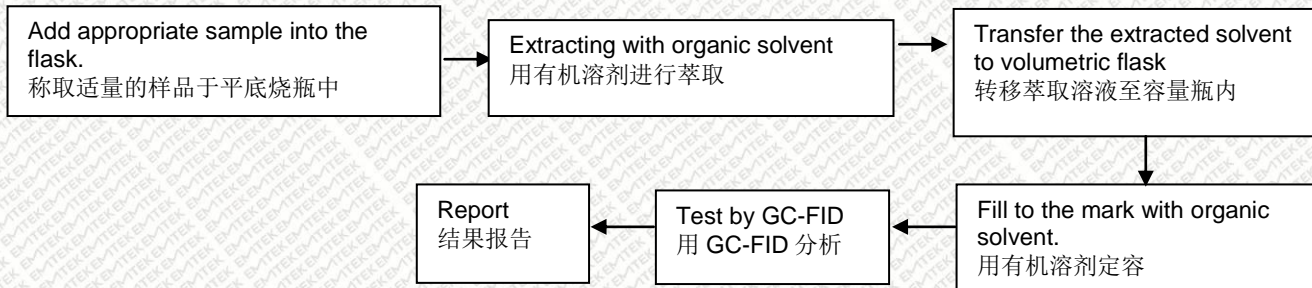 Add appropriate sample into the
flask.
称取适量的样品于平底烧瓶中
Extracting with organic solvent
用有机溶剂进行萃取
Transfer the extracted solvent
to volumetric flask
转移萃取溶液至容量瓶内
Fill to the mark with organic
solvent.
用有机溶剂定容
Test by GC-FID
用 GC-FID 分析
Report
结果报告